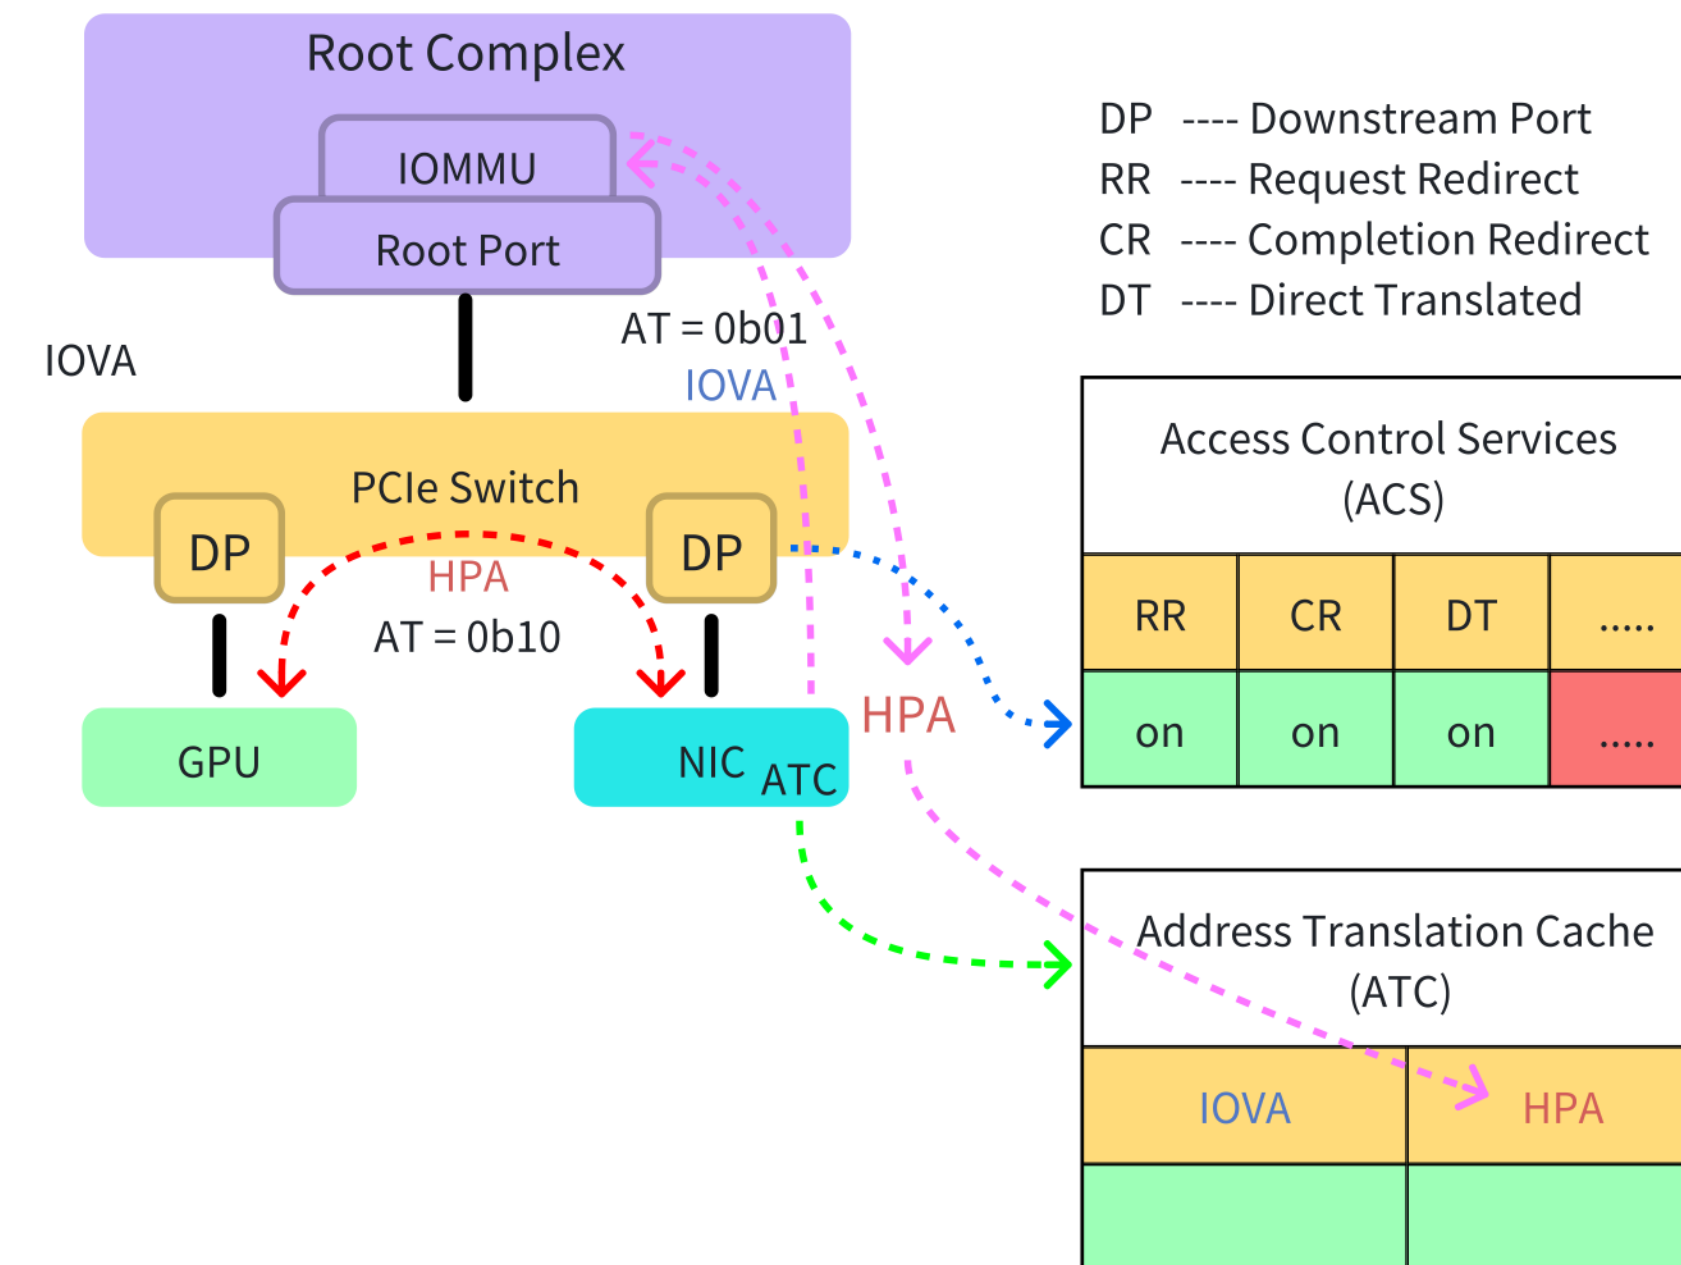 Root Complex
IOMMU
Root Port
DP ---- Downstream Port
RR ---- Request Redirect
CR ---- Completion Redirect
DT ---- Direct Translated
AT = 0b01
IOVA
IOVA
PCIe Switch
DP
DP
HPA
AT = 0b10
GPU
NIC
ATC
HPA
Access Control Services
(ACS)
RR CR DT .....
on on on .....
Address Translation Cache
(ATC)
IOVA HPA